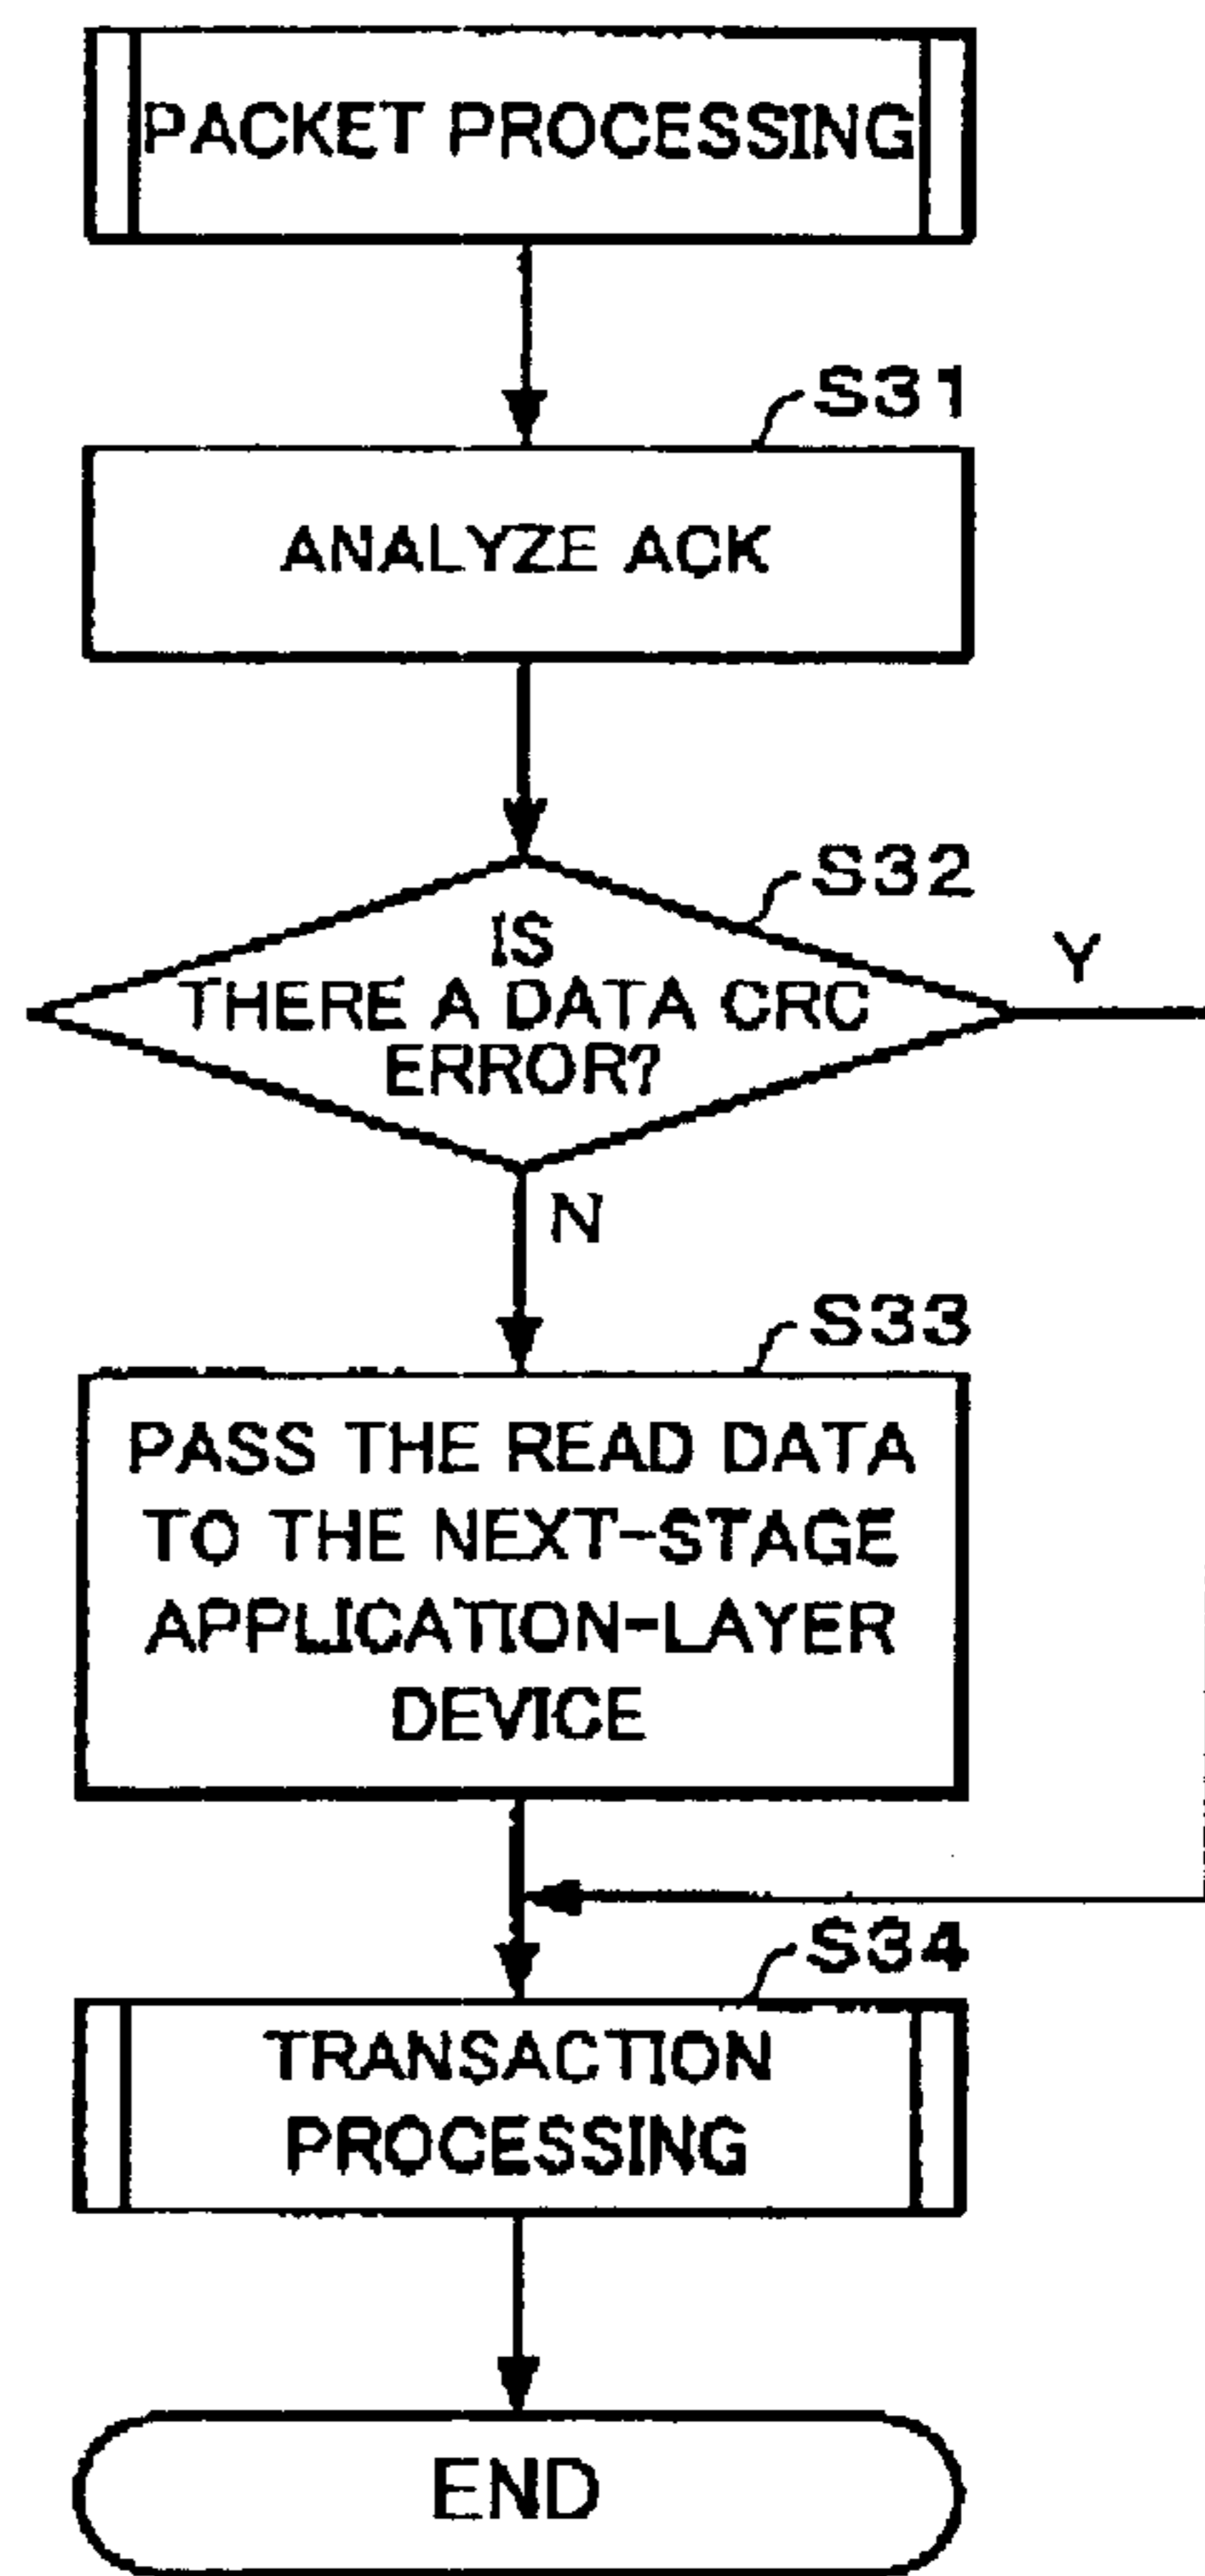 PACKET PROCESSING
S31
ANALYZE ACK
S32
IS
THERE A DATA CRC
ERROR?
Y
N
S33
PASS THE READ DATA
TO THE NEXT-STAGE
APPLICATION-LAYER
DEVICE
S34
TRANSACTION
PROCESSING
END